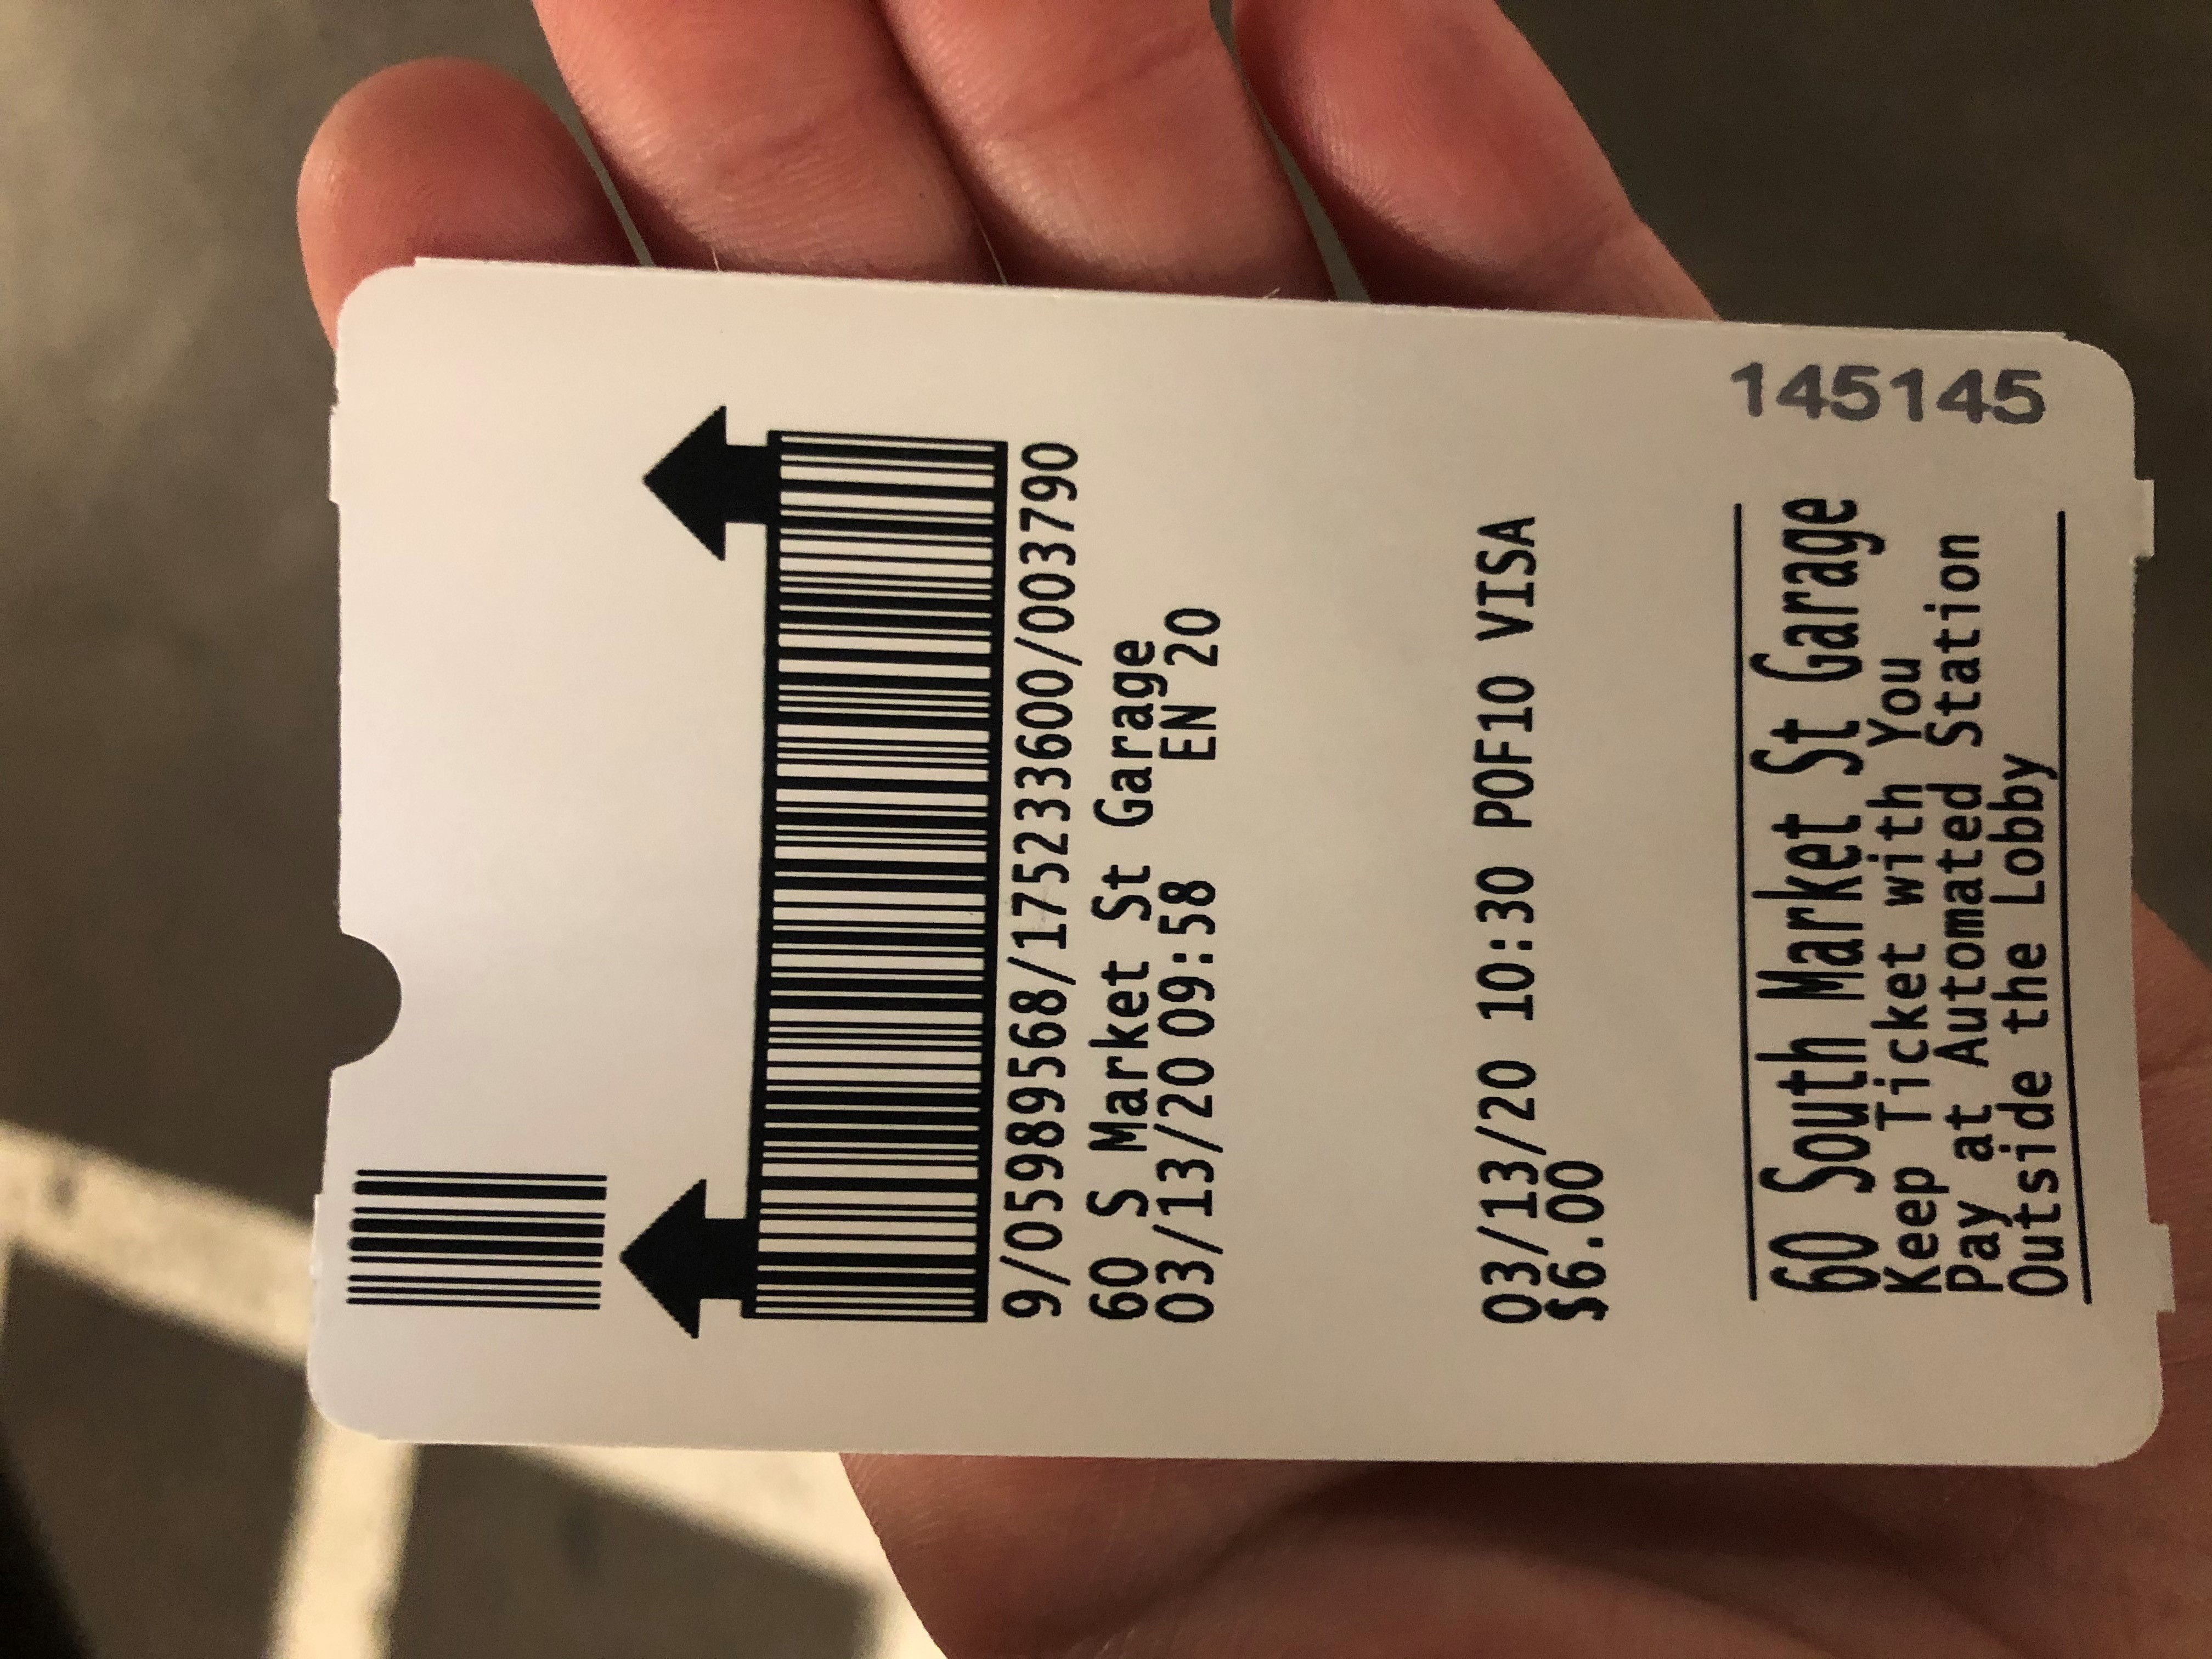 9/05989568/175233600/003790
60 S Market St Garage
03/13/20 09:58 EN 20
03/13/20 10:30 POF10 VISA
$6.00
60 South Market St Garage
Keep Ticket with You
Pay at Automated Station
Outside the Lobby
145145